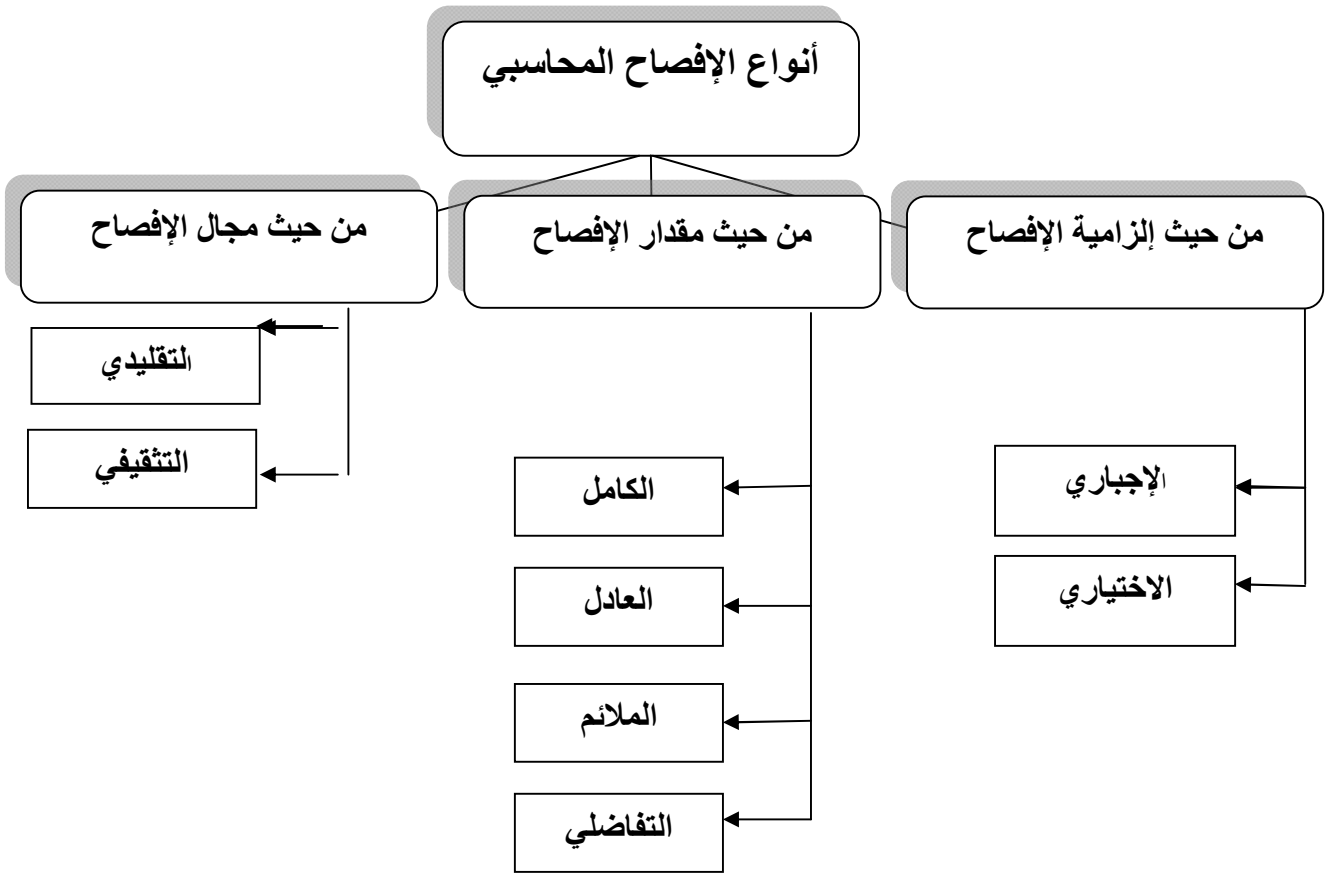 أنواع الإفصاح المحاسبي
من حيث إلزامية الإفصاح
من حيث مقدار الإفصاح
من حيث مجال الإفصاح
الإجباري
الاختياري
الكامل
العادل
الملائم
التفاضلي
التقليدي
التثقيفي